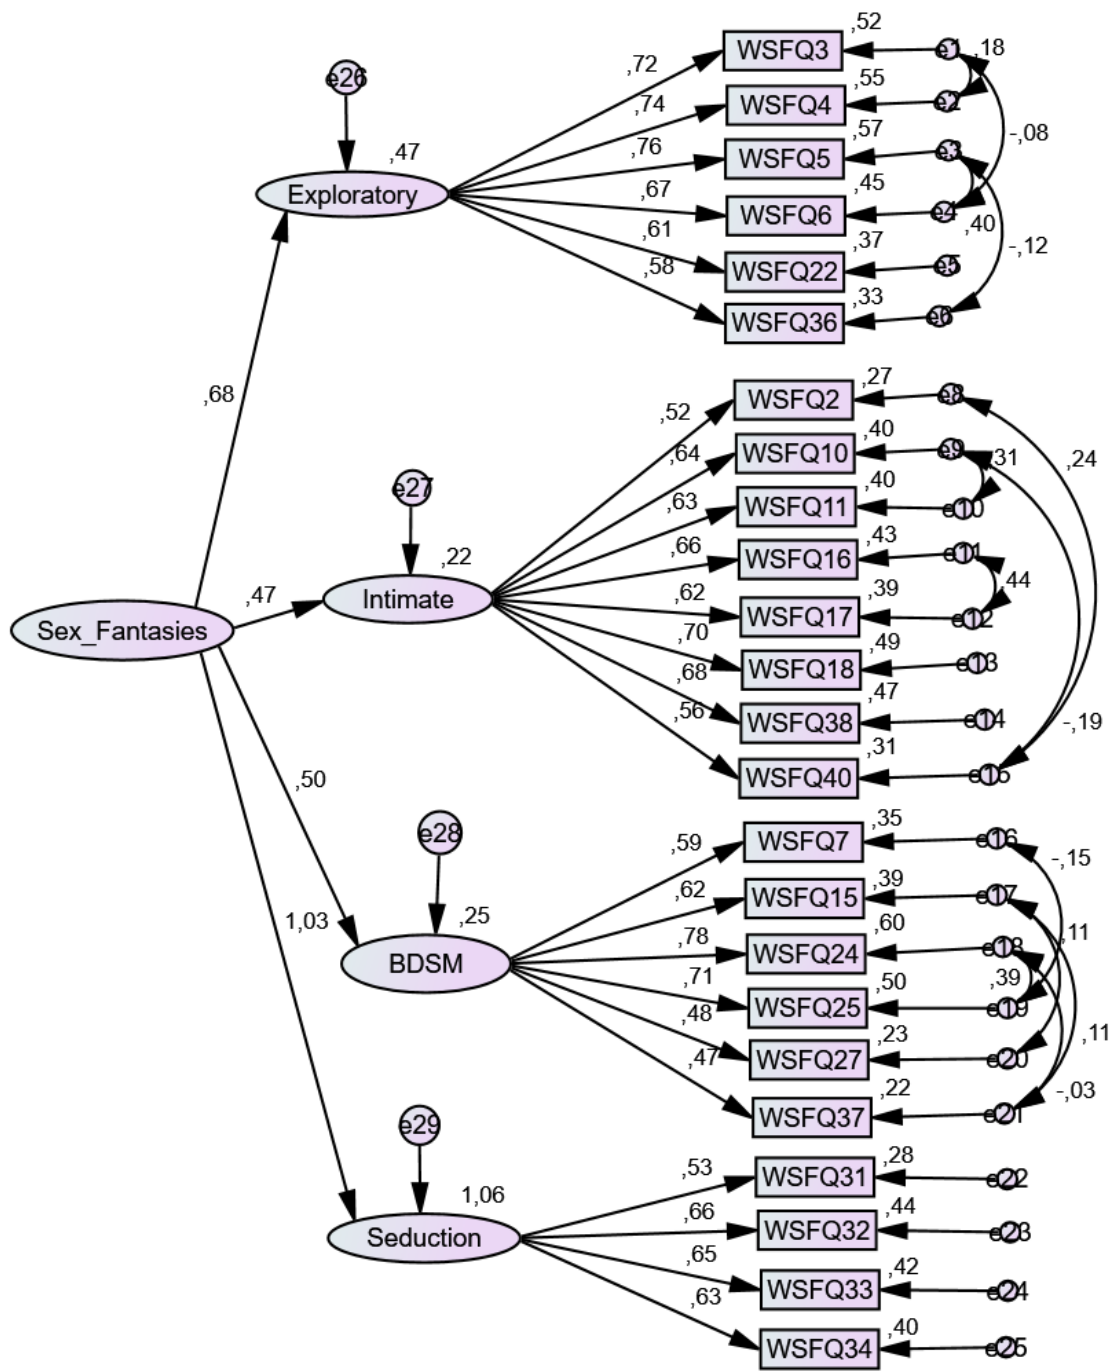 ,52
WSFQ3
e1
,18
,72
e26
,55
WSFQ4
e2
,74
-,08
,57
WSFQ5
e3
,76
,47
Exploratory
,45
WSFQ6
e4
,40
,67
-,12
,61
,37
WSFQ22
e5
,58
,33
WSFQ36
e6
,68
,27
WSFQ2
e8
,52
,40
WSFQ10
e9
,31
,24
,64
e27
,40
WSFQ11
e10
,63
,43
WSFQ16
e11
,66
,22
Intimate
,44
,47
Sex_Fantasies
,62
,39
WSFQ17
e12
,70
,49
WSFQ18
e13
,68
,47
WSFQ38
e14
-,19
,56
,31
WSFQ40
e15
,50
,35
WSFQ7
e16
-,15
,59
e28
,39
WSFQ15
e17
,62
,11
1,03
,25
,60
WSFQ24
e18
,78
BDSM
,39
,71
,50
WSFQ25
e19
,48
,23
WSFQ27
e20
,11
,47
-,03
,22
WSFQ37
e21
e29
,28
WSFQ31
e22
,53
1,06
Seduction
,44
WSFQ32
e23
,66
,65
,42
WSFQ33
e24
,63
,40
WSFQ34
e25